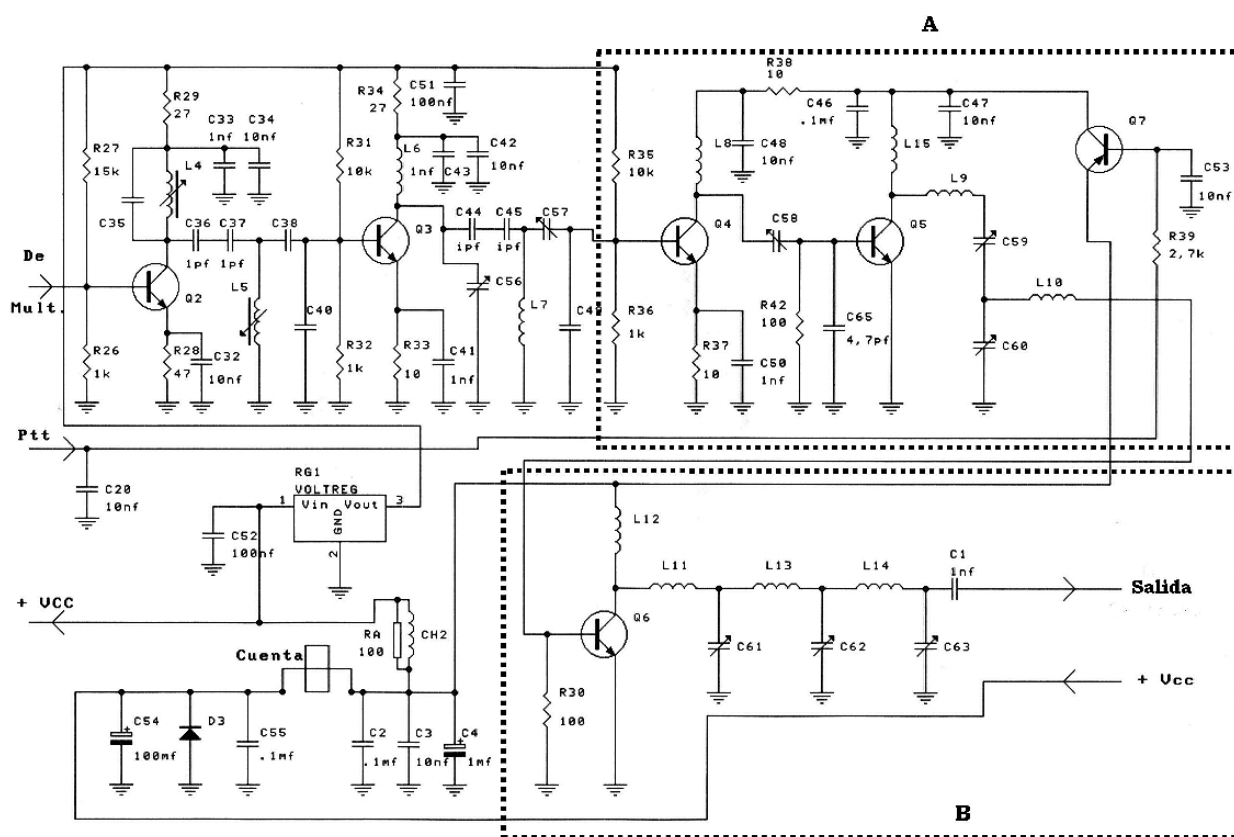 A
R29
27
C33
1nf
C34
10nf
R27
15k
L4
C35
C36
1pf
C37
1pf
C38
De
Mult.
Q2
L5
R26
1k
R28
47
C32
10nf
C40
R31
10k
R32
1k
R34
27
C51
100nf
L6
1nf
C43
C42
10nf
Q3
C44
1pf
C45
1pf
C57
C56
L7
R33
10
C41
1nf
R35
10k
R36
1k
R38
10
L8
C48
10nf
C46
.1mf
C47
10nf
L15
Q7
C53
10nf
Q4
C58
Q5
L9
C59
R39
2,7k
L10
R37
10
C50
1nf
R42
100
C65
4,7pf
C60
Ptt
C20
10nf
RG1
VOLTREG
1
Vin
Vout
3
GND
2
C52
100nf
+ VCC
RA
100
CH2
Cuenta
C54
100mf
D3
C55
.1mf
C2
.1mf
C3
10nf
C4
1mf
L12
L11
L13
L14
C1
1nf
Salida
Q6
C61
C62
C63
R30
100
+ Vcc
B